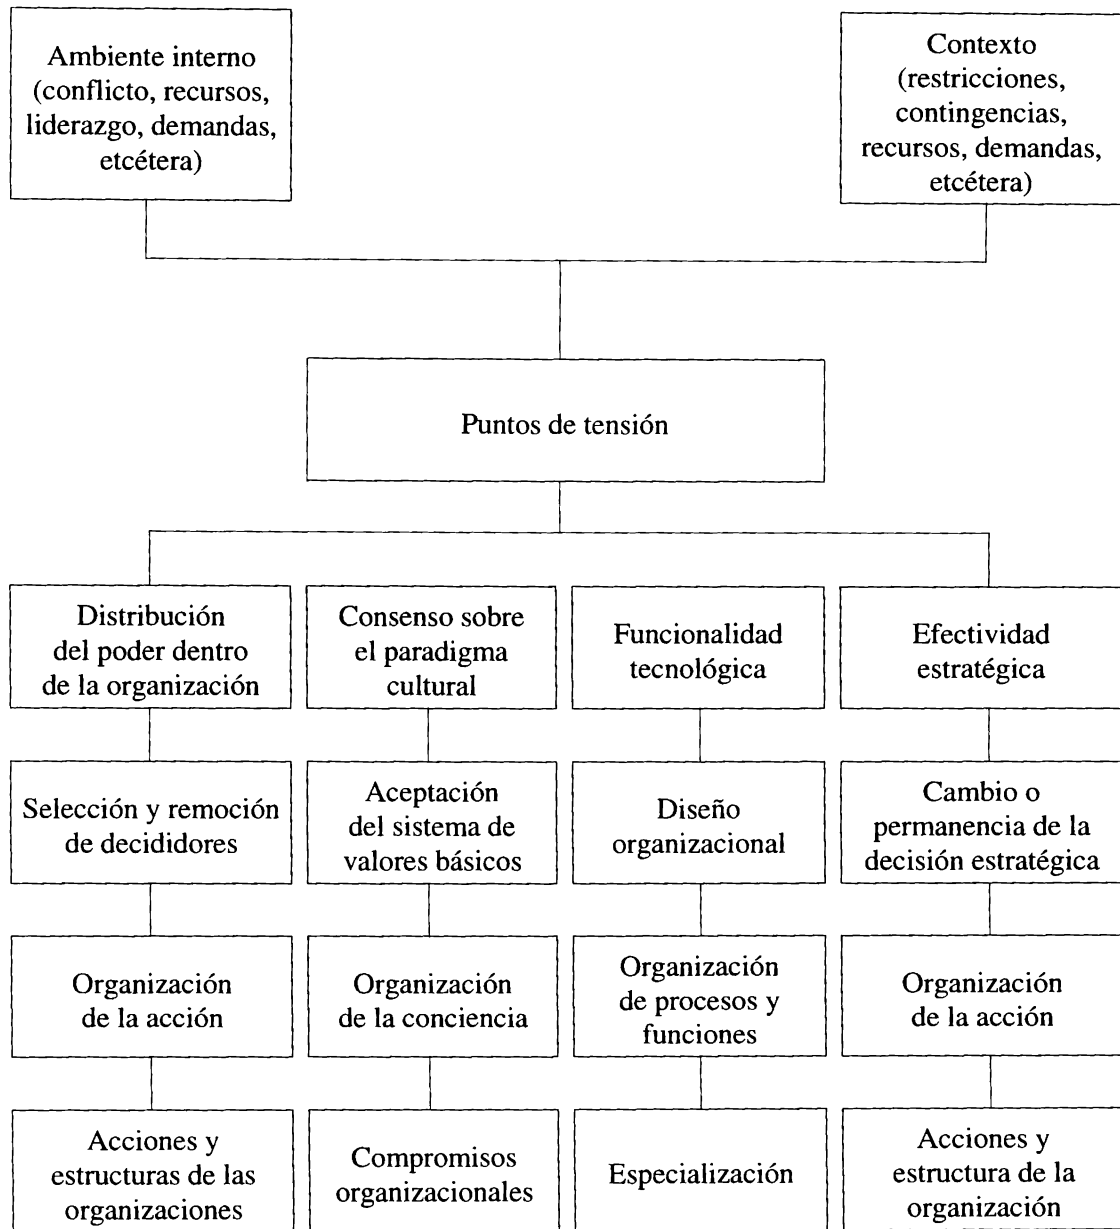 Ambiente interno
(conflicto, recursos,
liderazgo, demandas,
etcétera)
Contexto
(restricciones,
contingencias,
recursos, demandas,
etcétera)
Puntos de tensión
Distribución
del poder dentro
de la organización
Consenso sobre
el paradigma
cultural
Funcionalidad
tecnológica
Efectividad
estratégica
Selección y remoción
de decididores
Aceptación
del sistema de
valores básicos
Diseño
organizacional
Cambio o
permanencia de la
decisión estratégica
Organización
de la acción
Organización
de la conciencia
Organización
de procesos y
funciones
Organización
de la acción
Acciones y
estructuras de las
organizaciones
Compromisos
organizacionales
Especialización
Acciones y
estructura de la
organización